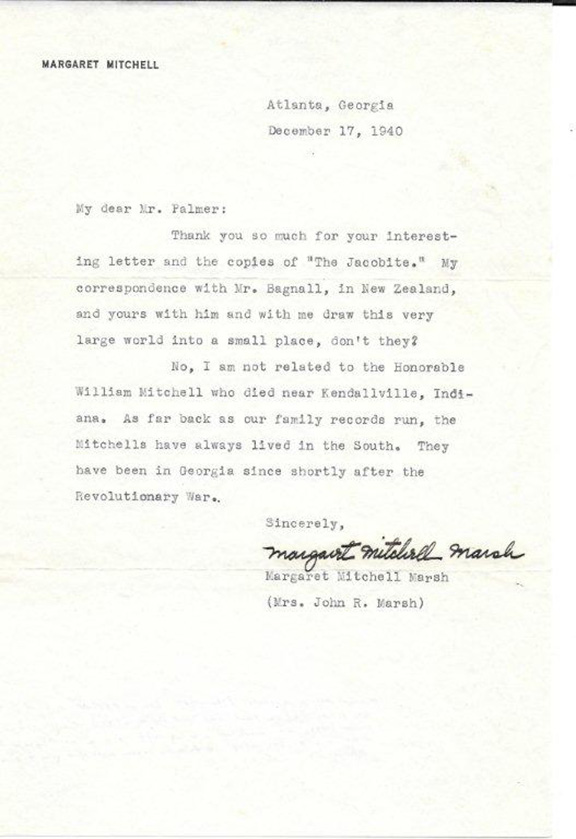 MARGARET MITCHELL
Atlanta, Georgia
December 17, 1940
My dear Mr. Palmer:
Thank you so much for your interest-
ing letter and the copies of "The Jacobite." My
correspondence with Mr. Bagnall, in New Zealand,
and yours with him and with me draw this very
large world into a small place, don't they?
No, I am not related to the Honorable
William Mitchell who died near Kendallville, Indi-
ana. As far back as our family records run, the
Mitchells have always lived in the South. They
have been in Georgia since shortly after the
Revolutionary War.
Sincerely,
Margaret Mitchell Marsh
Margaret Mitchell Marsh
(Mrs. John R. Marsh)